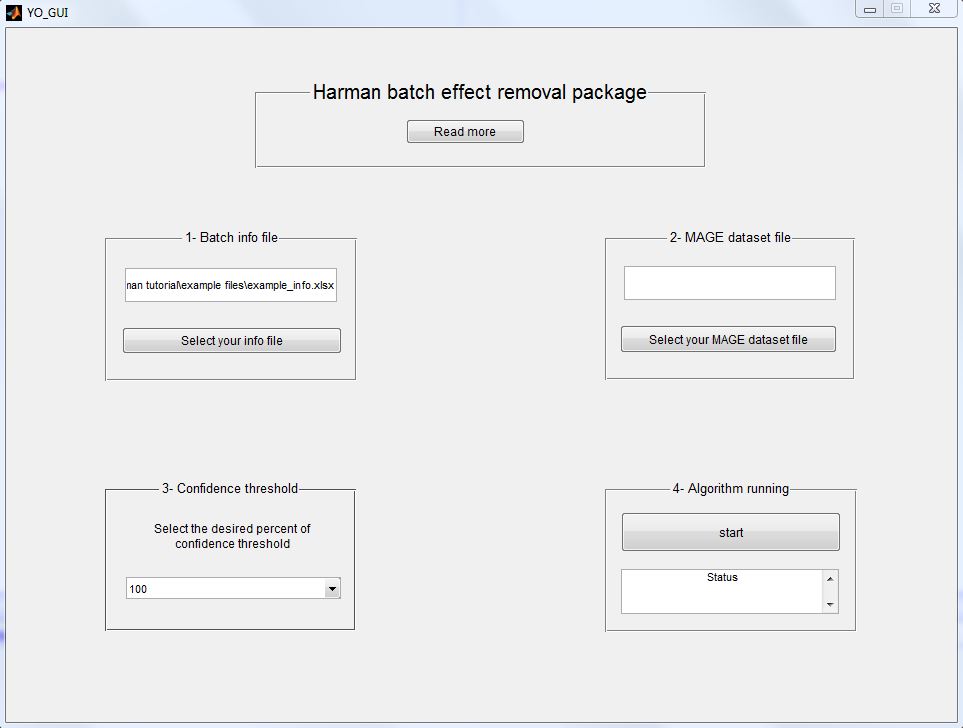 YO_GUI
Harman batch effect removal package
Read more
1- Batch info file
nan tutorial\example files\example_info.xlsx
Select your info file
2- MAGE dataset file
Select your MAGE dataset file
3- Confidence threshold
Select the desired percent of
confidence threshold
100
4- Algorithm running
start
Status